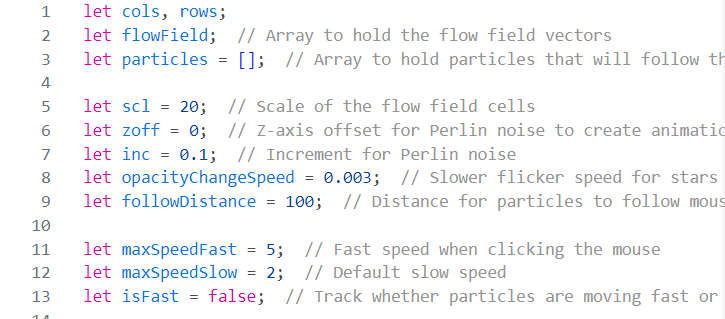 1 let cols, rows;
2 let flowField;  // Array to hold the flow field vectors
3 let particles = [];  // Array to hold particles that will follow
4
5 let scl = 20;  // Scale of the flow field cells
6 let zoff = 0;  // Z-axis offset for Perlin noise to create
7 let inc = 0.1;  // Increment for Perlin noise
8 let opacityChangeSpeed = 0.003;  // Slower flicker speed for stars
9 let followDistance = 100;  // Distance for particles to follow
10
11 let maxSpeedFast = 5;  // Fast speed when clicking the mouse
12 let maxSpeedSlow = 2;  // Default slow speed
13 let isFast = false;  // Track whether particles are moving fast or